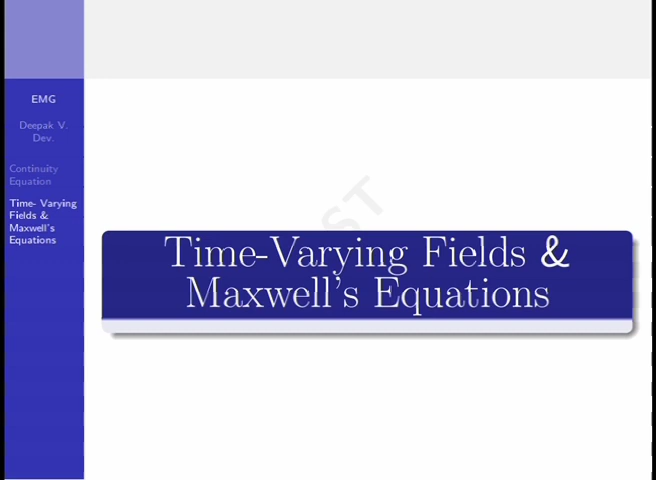 EMG
Deepak V.
Dev.
Continuity
Equation
Time- Varying
Fields &
Maxwell's
Equations
Time-Varying Fields &
Maxwell's Equations